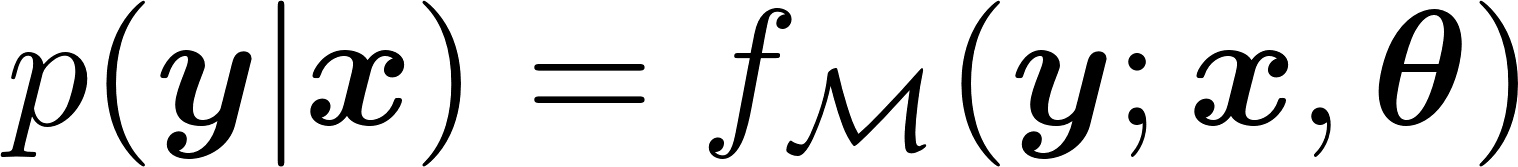 p(𝒚|𝒙) = f_ℳ(𝒚; 𝒙, 𝜽)